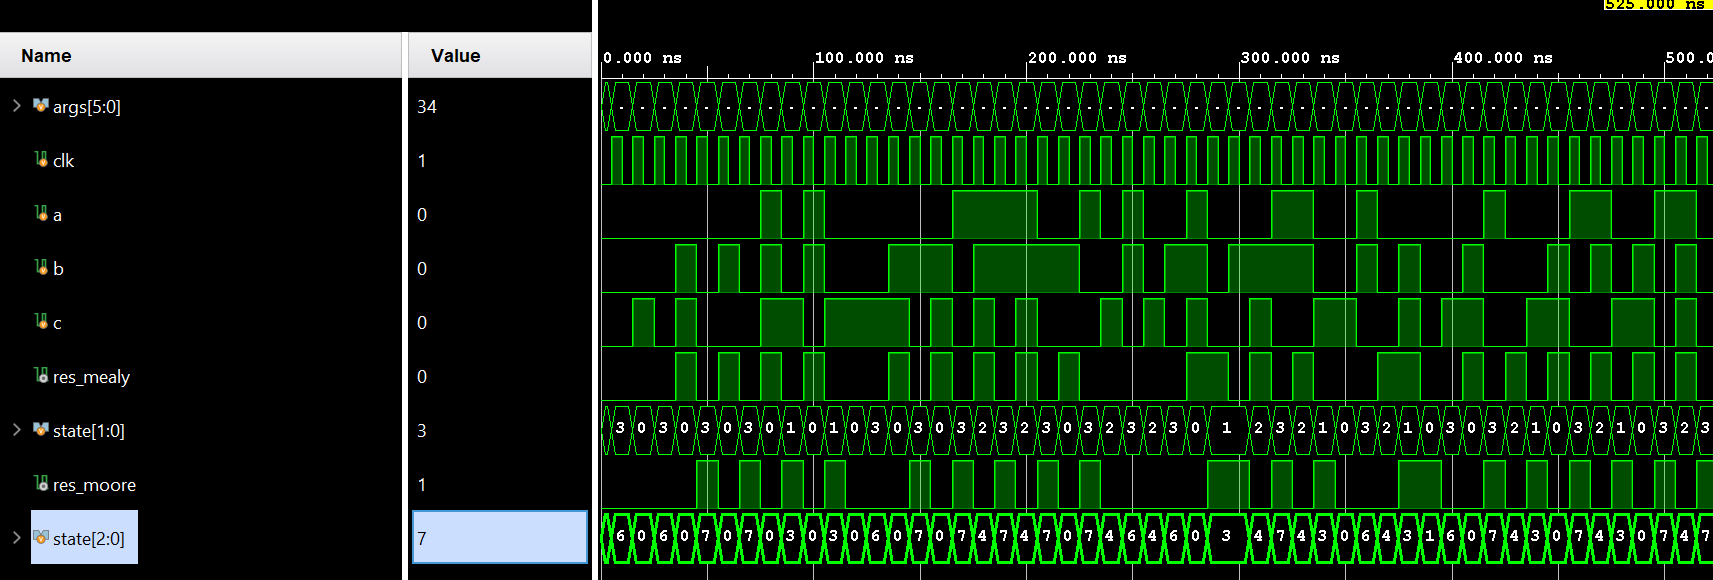 525.000 ns
Name Value
0.000 ns 100.000 ns 200.000 ns 300.000 ns 400.000 ns 500.0
args[5:0] 34
clk 1
a 0
b 0
c 0
res_mealy 0
state[1:0] 3 3 0 3 0 3 0 3 0 1 0 1 0 3 0 3 0 3 2 3 2 3 0 3 2 3 2 3 0 1 2 3 2 1 0 3 2 1 0 3 0 3 2 1 0 3 2 1 0 3 2 3
res_moore 1
state[2:0] 7 6 0 6 0 7 0 7 0 3 0 3 0 6 0 7 0 7 4 7 4 7 0 7 4 6 4 6 0 3 4 7 4 3 0 6 4 3 1 6 0 7 4 3 0 7 4 3 0 7 4 7